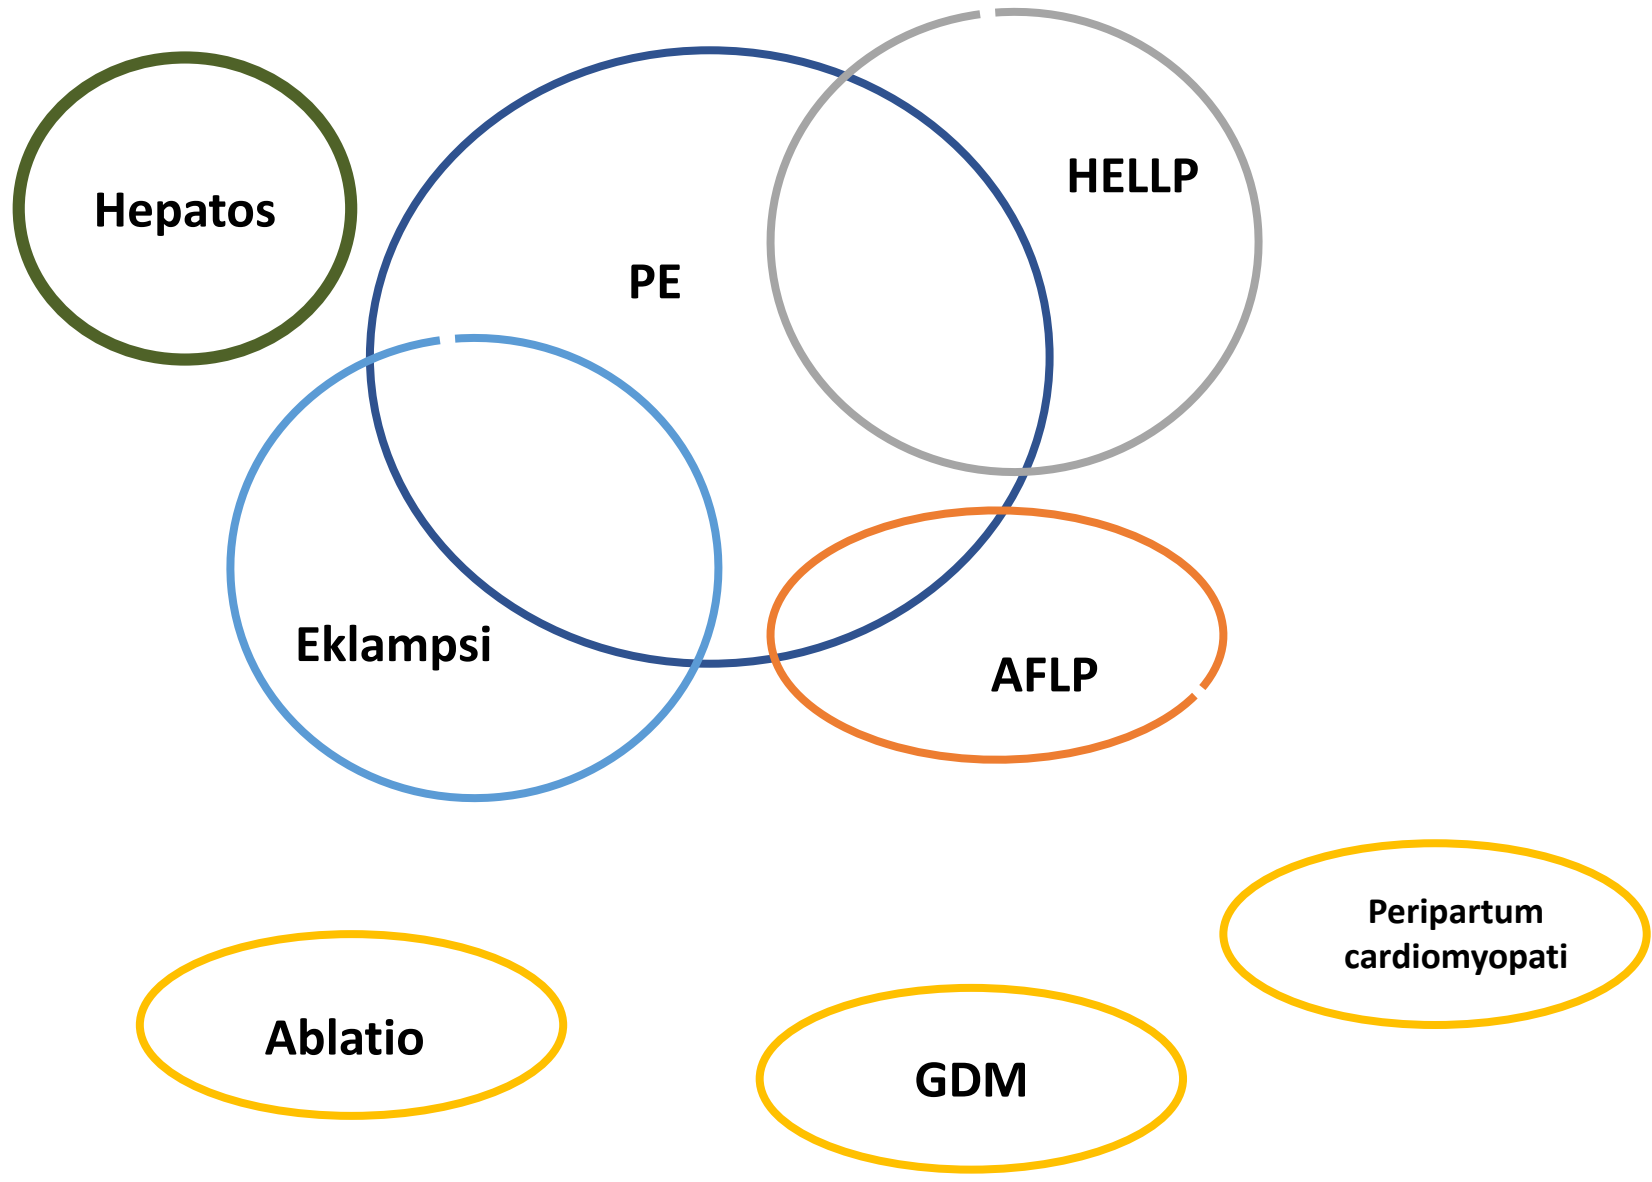 HELLP
Hepatos
PE
Eklampsi
AFLP
Peripartum
cardiomyopati
Ablatio
GDM